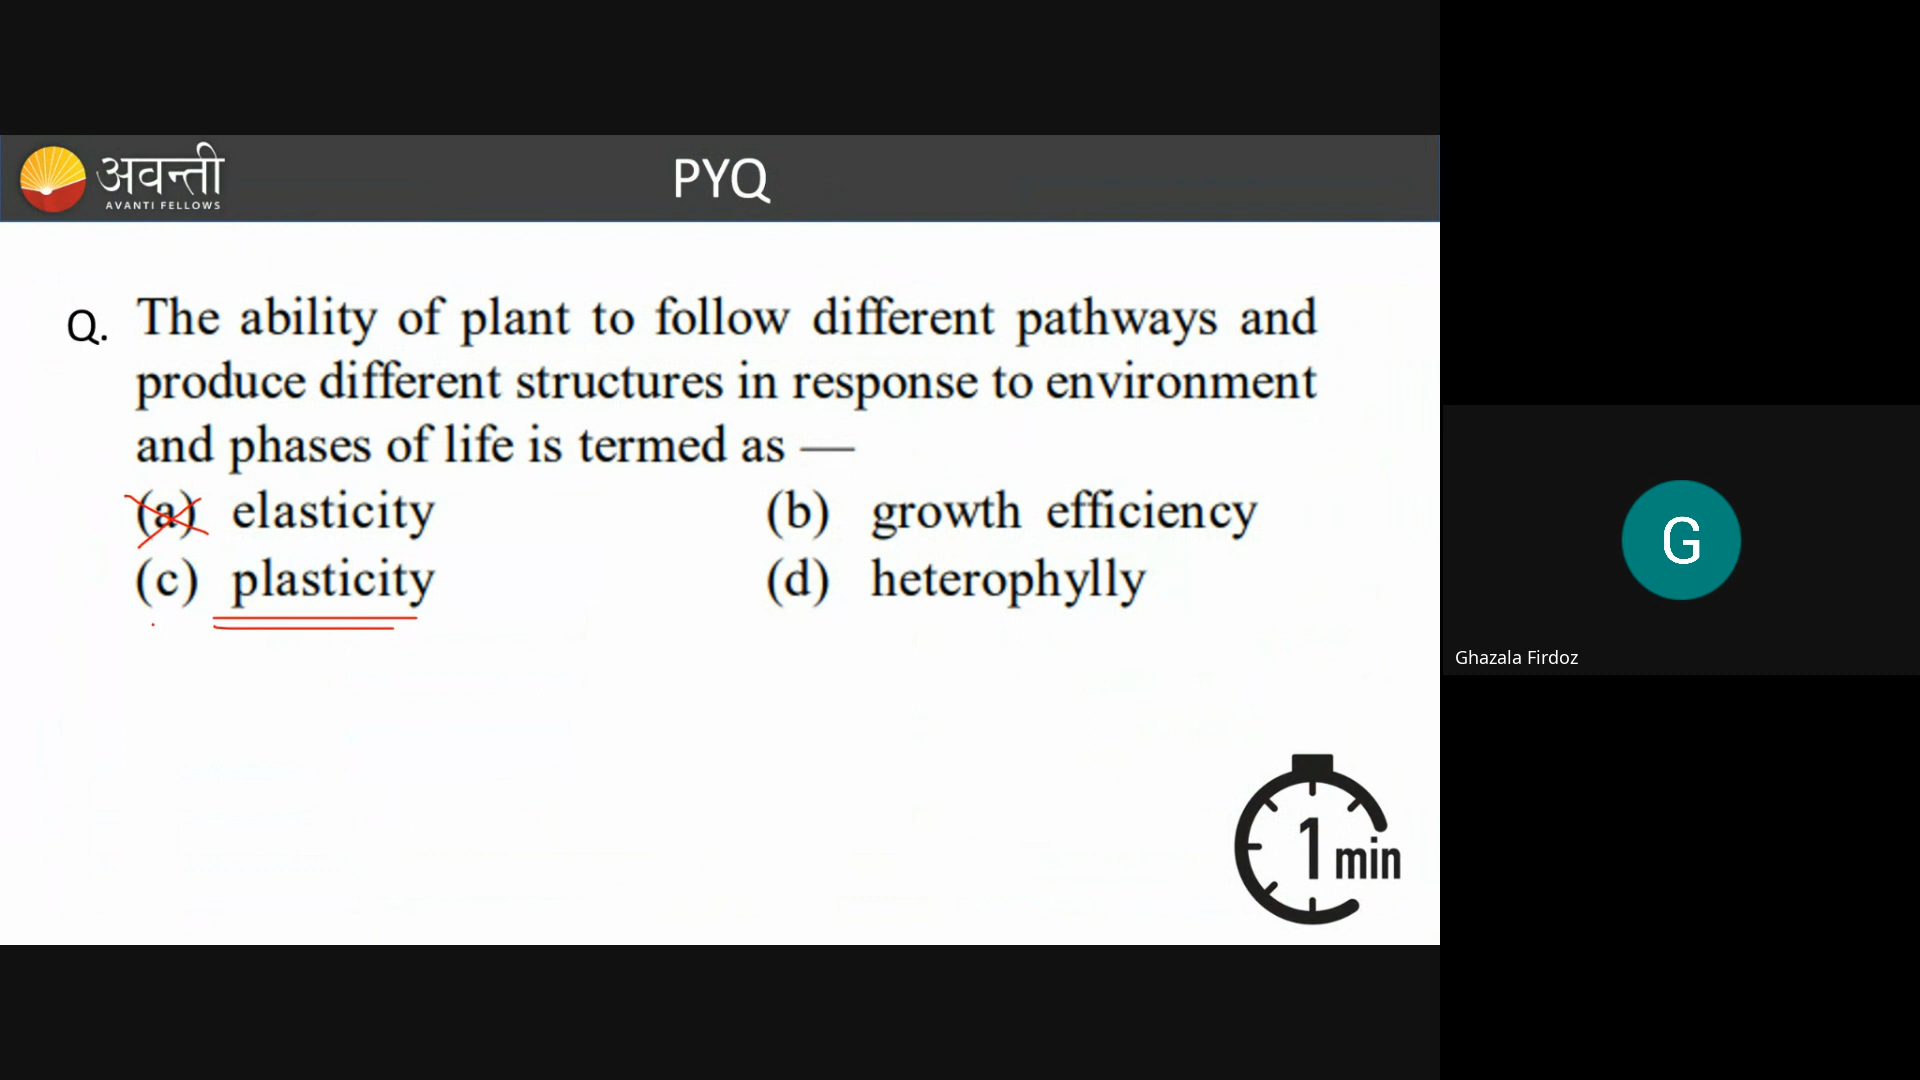 अवन्ती
AVANTI FELLOWS
PYQ
Q. The ability of plant to follow different pathways and
produce different structures in response to environment
and phases of life is termed as —
(a) elasticity (b) growth efficiency
(c) plasticity (d) heterophylly
1 min
G
Ghazala Firdoz